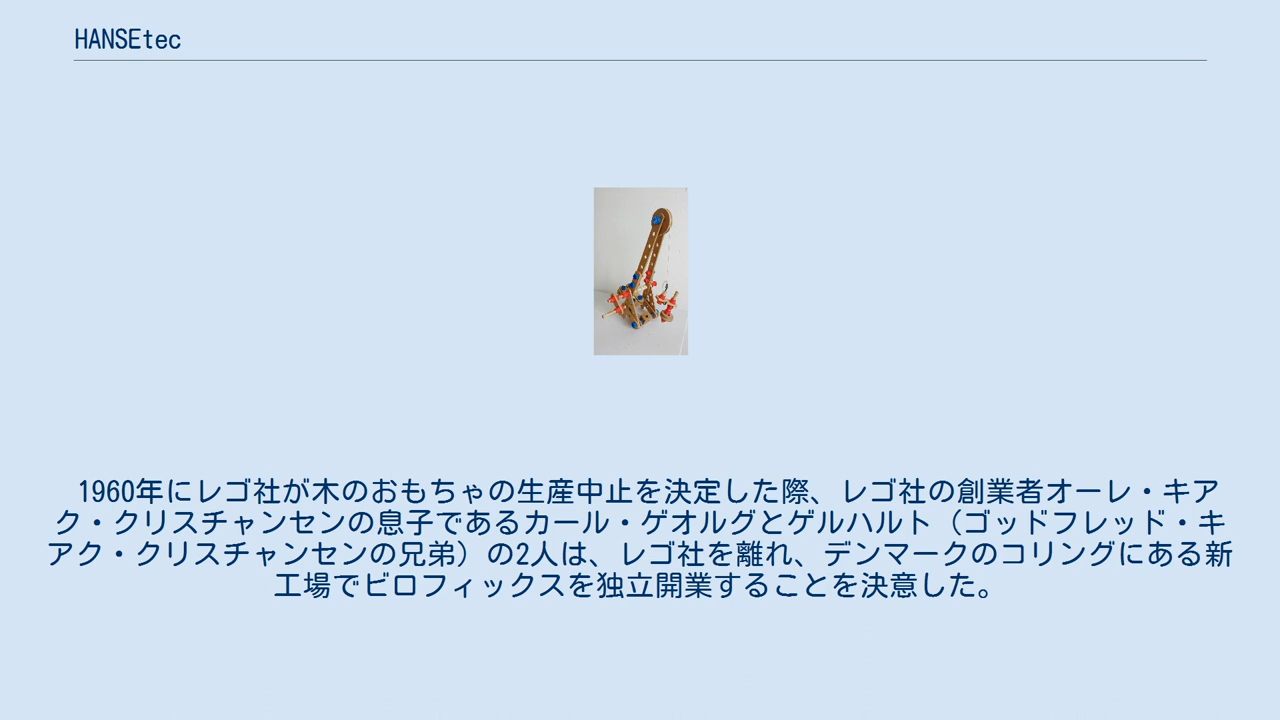 HANSEtec
1960年にレゴ社が木のおもちゃの生産中止を決定した際、レゴ社の創業者オーレ・キア
ク・クリスチャンセンの息子であるカール・ゲオルグとゲルハルト（ゴッドフレッド・キ
アク・クリスチャンセンの兄弟）の2人は、レゴ社を離れ、デンマークのコリングにある新
工場でビロフィックスを独立開業することを決意した。